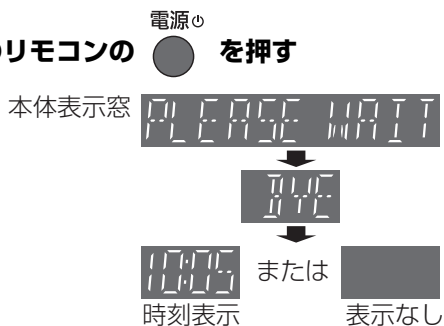 電源
リモコンの を押す
本体表示窓 PLEASE WAIT
BYE
10:05 または
時刻表示 表示なし